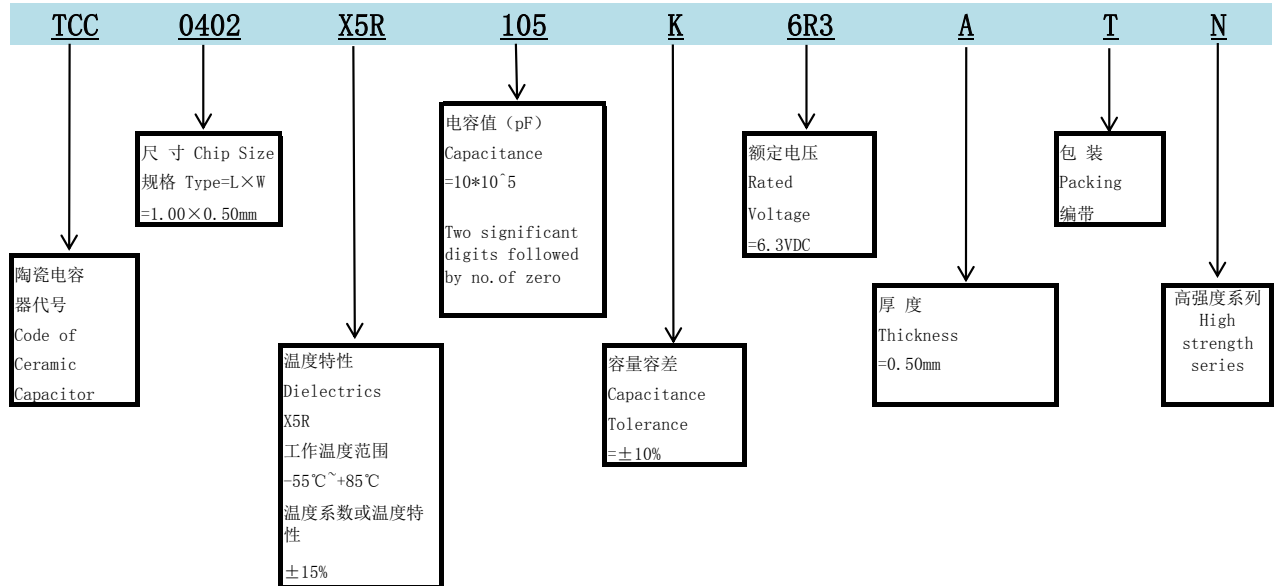 TCC 0402 X5R 105 K 6R3 A T N
陶瓷电容
器代号
Code of
Ceramic
Capacitor
尺 寸 Chip Size
规格 Type=L×W
=1.00×0.50mm
温度特性
Dielectrics
X5R
工作温度范围
-55℃~+85℃
温度系数或温度特
性
±15%
电容值（pF）
Capacitance
=10*10^5
Two significant
digits followed
by no.of zero
容量容差
Capacitance
Tolerance
=±10%
额定电压
Rated
Voltage
=6.3VDC
厚 度
Thickness
=0.50mm
包 装
Packing
编带
高强度系列
High
strength
series